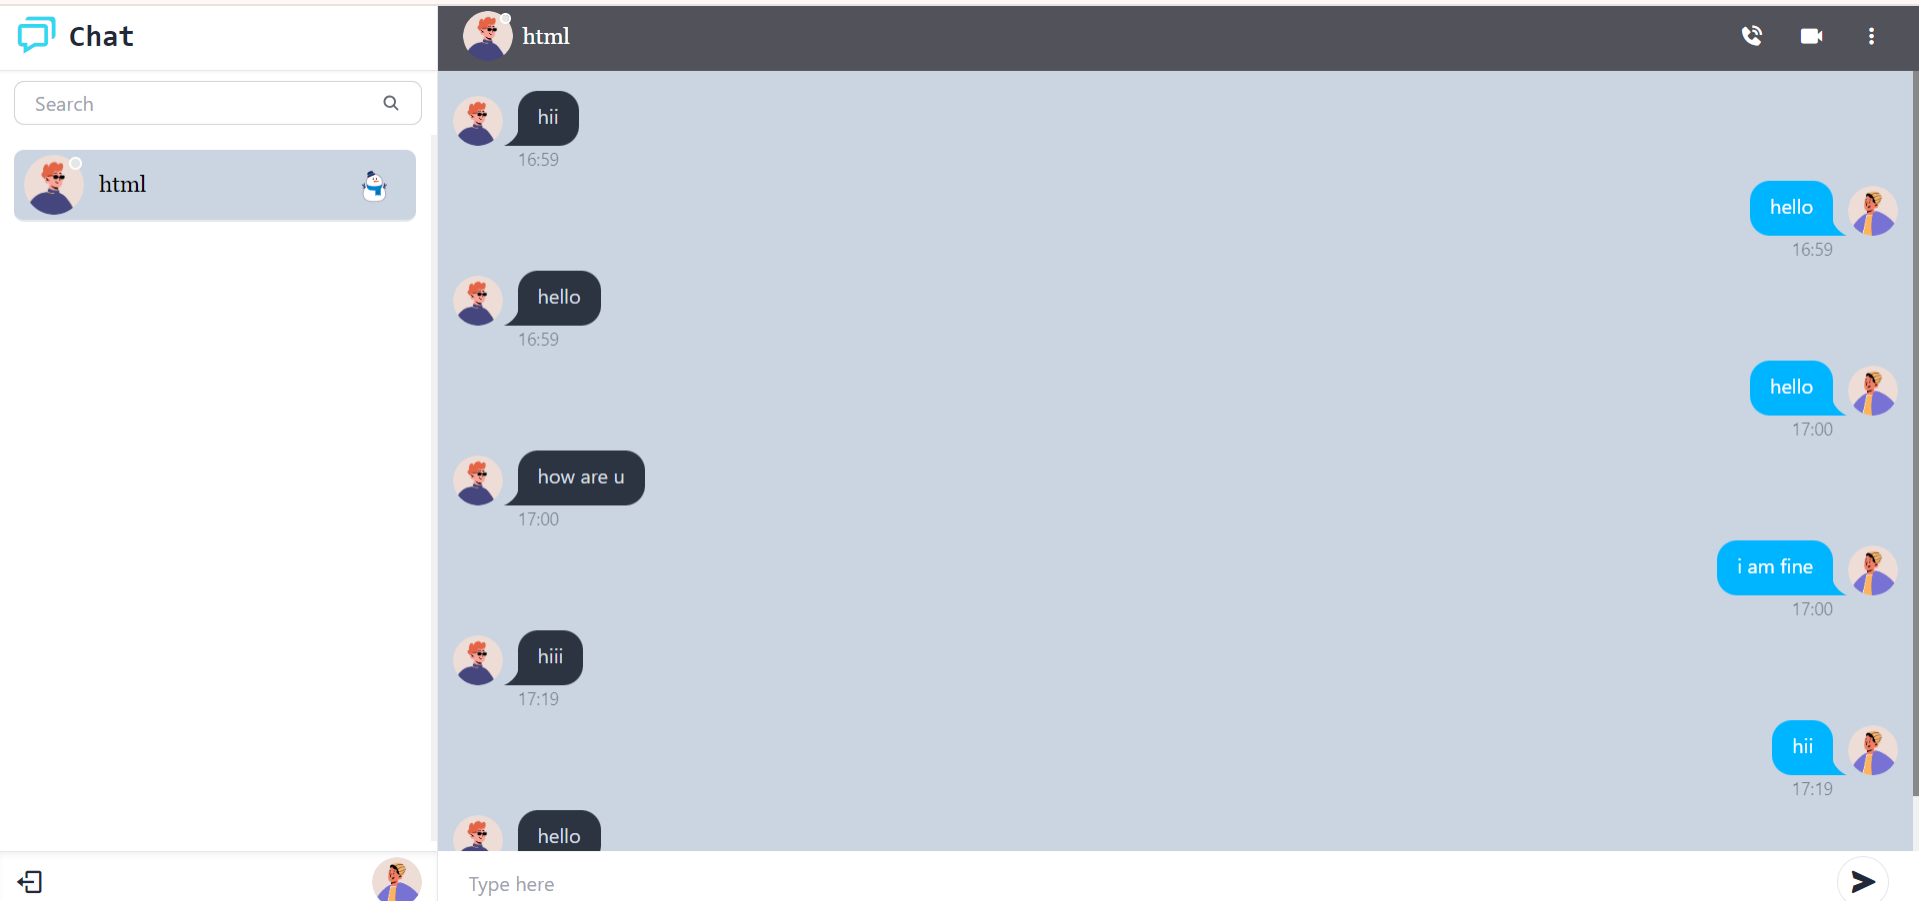 Chat
Search
html
html
hii
16:59
hello
16:59
hello
16:59
hello
17:00
how are u
17:00
i am fine
17:00
hiii
17:19
hii
17:19
hello
Type here